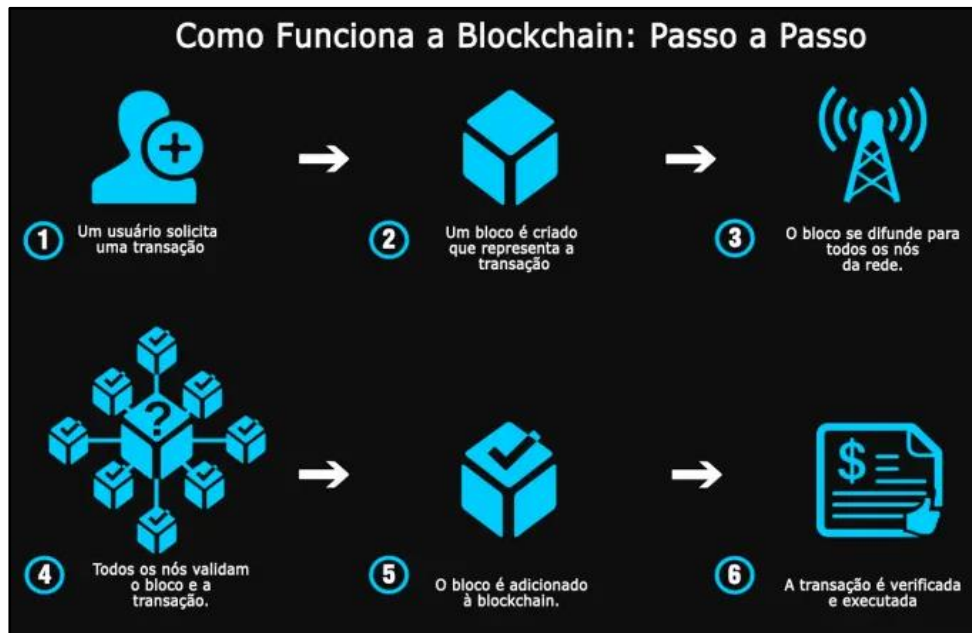 Como Funciona a Blockchain: Passo a Passo
1
Um usuário solicita
uma transação
2
Um bloco é criado
que representa a
transação
3
O bloco se difunde para
todos os nós
da rede.
?
4
Todos os nós validam
o bloco e a
transação.
5
O bloco é adicionado
à blockchain.
$
6
A transação é verificada
e executada